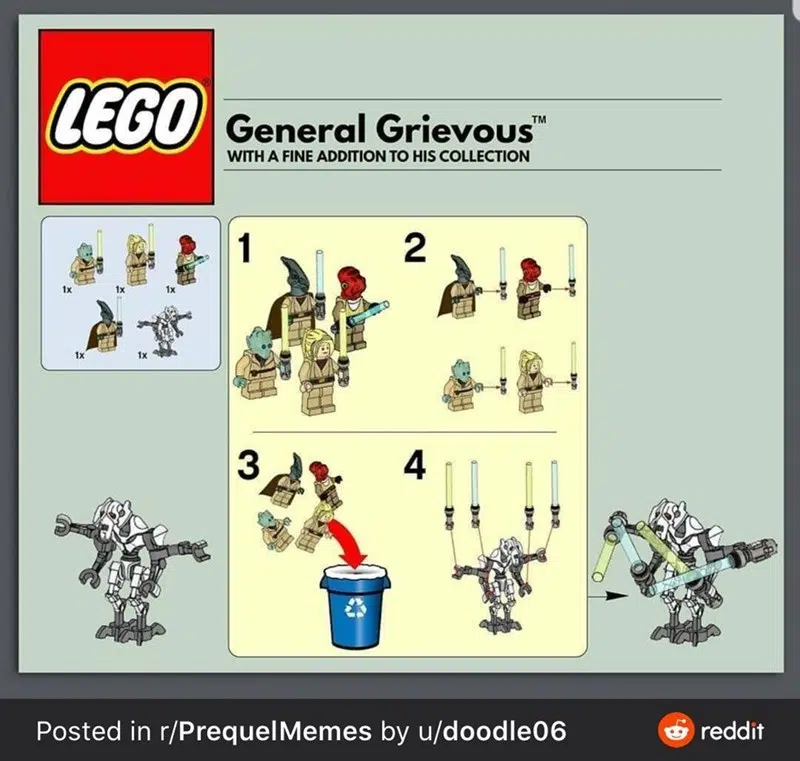 LEGO®
General Grievous™
WITH A FINE ADDITION TO HIS COLLECTION
1x 1x 1x
1x 1x
1 2
3 4
Posted in r/PrequelMemes by u/doodle06 reddit